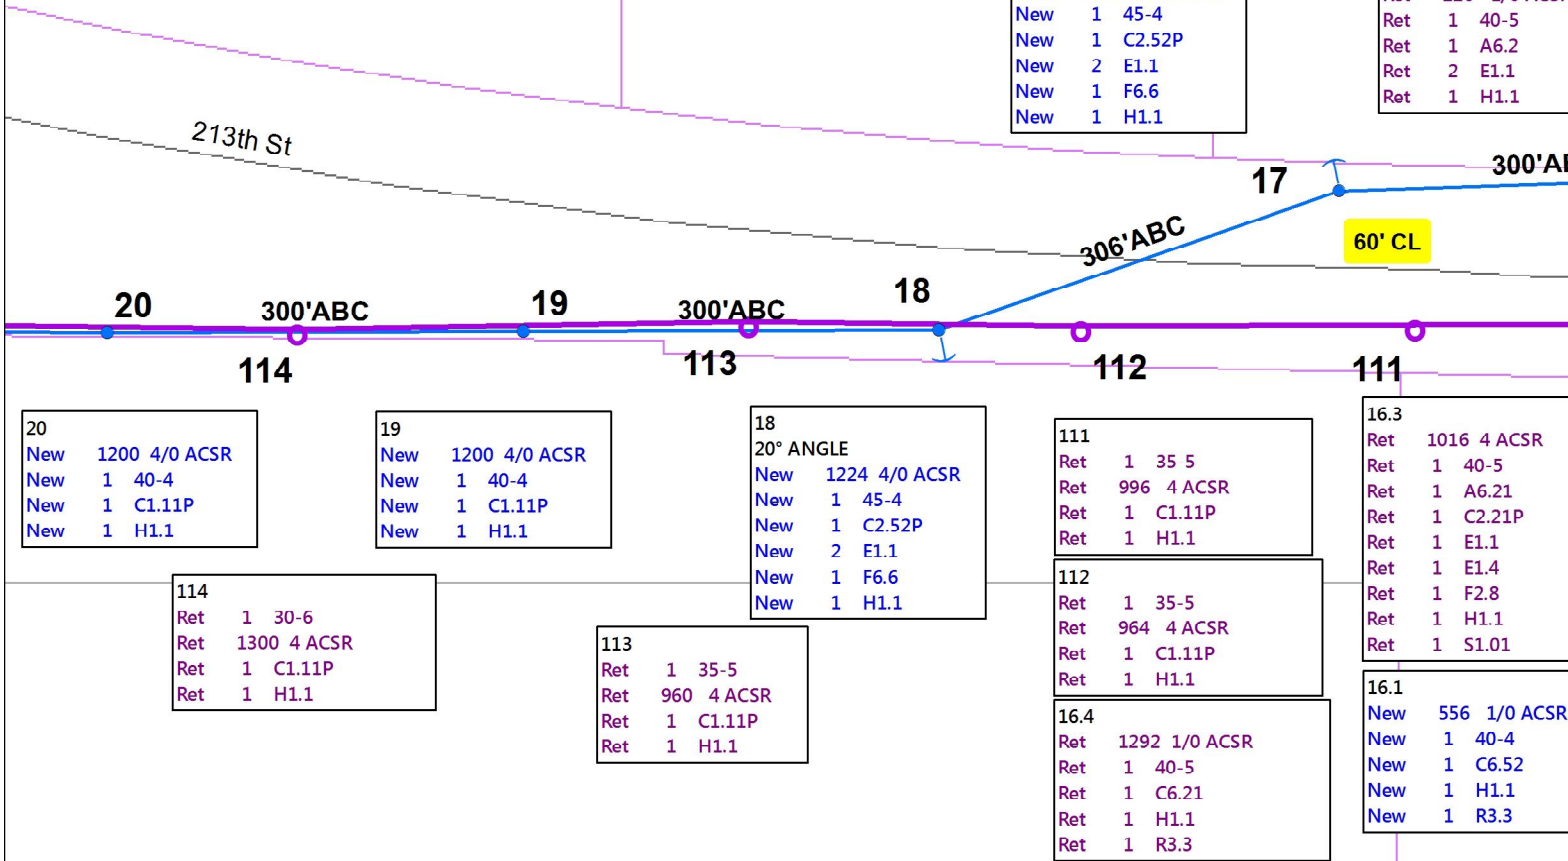 New 1 45-4
New 1 C2.52P
New 2 E1.1
New 1 F6.6
New 1 H1.1
Ret 1 40-5
Ret 1 A6.2
Ret 2 E1.1
Ret 1 H1.1
213th St
17
300'AB
306'ABC
60' CL
20
300'ABC
19
300'ABC
18
114
113
112
111
20
New 1200 4/0 ACSR
New 1 40-4
New 1 C1.11P
New 1 H1.1
19
New 1200 4/0 ACSR
New 1 40-4
New 1 C1.11P
New 1 H1.1
18
20° ANGLE
New 1224 4/0 ACSR
New 1 45-4
New 1 C2.52P
New 2 E1.1
New 1 F6.6
New 1 H1.1
111
Ret 1 35 5
Ret 996 4 ACSR
Ret 1 C1.11P
Ret 1 H1.1
16.3
Ret 1016 4 ACSR
Ret 1 40-5
Ret 1 A6.21
Ret 1 C2.21P
Ret 1 E1.1
Ret 1 E1.4
Ret 1 F2.8
Ret 1 H1.1
Ret 1 S1.01
114
Ret 1 30-6
Ret 1300 4 ACSR
Ret 1 C1.11P
Ret 1 H1.1
113
Ret 1 35-5
Ret 960 4 ACSR
Ret 1 C1.11P
Ret 1 H1.1
112
Ret 1 35-5
Ret 964 4 ACSR
Ret 1 C1.11P
Ret 1 H1.1
16.4
Ret 1292 1/0 ACSR
Ret 1 40-5
Ret 1 C6.21
Ret 1 H1.1
Ret 1 R3.3
16.1
New 556 1/0 ACSR
New 1 40-4
New 1 C6.52
New 1 H1.1
New 1 R3.3